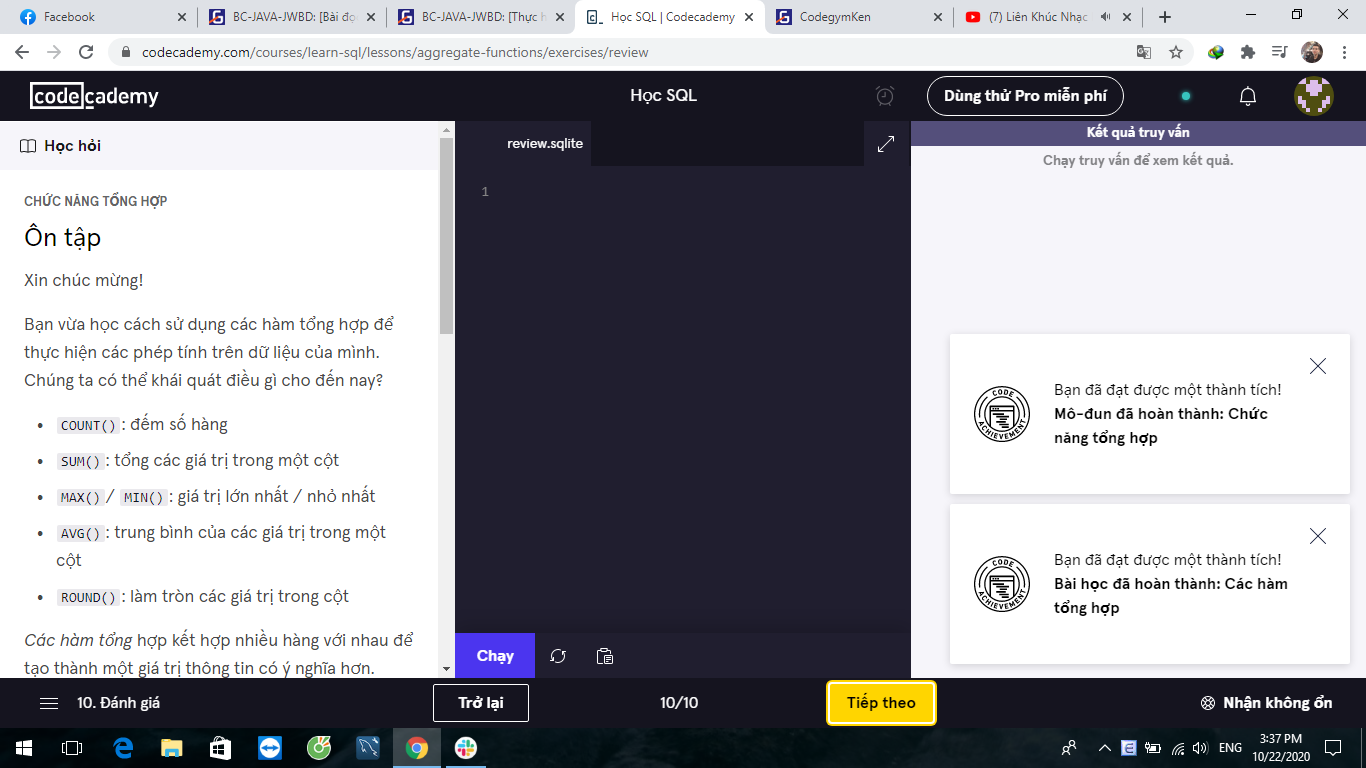 Facebook
BC-JAVA-JWBD: [Bài đọ
BC-JAVA-JWBD: [Thực h
Học SQL | Codecademy
CodegymKen
(7) Liên Khúc Nhạc
codecademy.com/courses/learn-sql/lessons/aggregate-functions/exercises/review
codecademy
Học SQL
Dùng thử Pro miễn phí
Học hỏi
review.sqlite
Kết quả truy vấn
Chạy truy vấn để xem kết quả.
1
CHỨC NĂNG TỔNG HỢP
Ôn tập
Xin chúc mừng!
Bạn vừa học cách sử dụng các hàm tổng hợp để
thực hiện các phép tính trên dữ liệu của mình.
Chúng ta có thể khái quát điều gì cho đến nay?
• COUNT() : đếm số hàng
• SUM() : tổng các giá trị trong một cột
• MAX() / MIN() : giá trị lớn nhất / nhỏ nhất
• AVG() : trung bình của các giá trị trong một
cột
• ROUND() : làm tròn các giá trị trong cột
Các hàm tổng hợp kết hợp nhiều hàng với nhau để
tạo thành một giá trị thông tin có ý nghĩa hơn.
CODE
ACHIEVEMENT
Bạn đã đạt được một thành tích!
Mô-đun đã hoàn thành: Chức
năng tổng hợp
CODE
ACHIEVEMENT
Bạn đã đạt được một thành tích!
Bài học đã hoàn thành: Các hàm
tổng hợp
Chạy
10. Đánh giá
Trở lại
10/10
Tiếp theo
Nhận không ổn
ENG
3:37 PM
10/22/2020